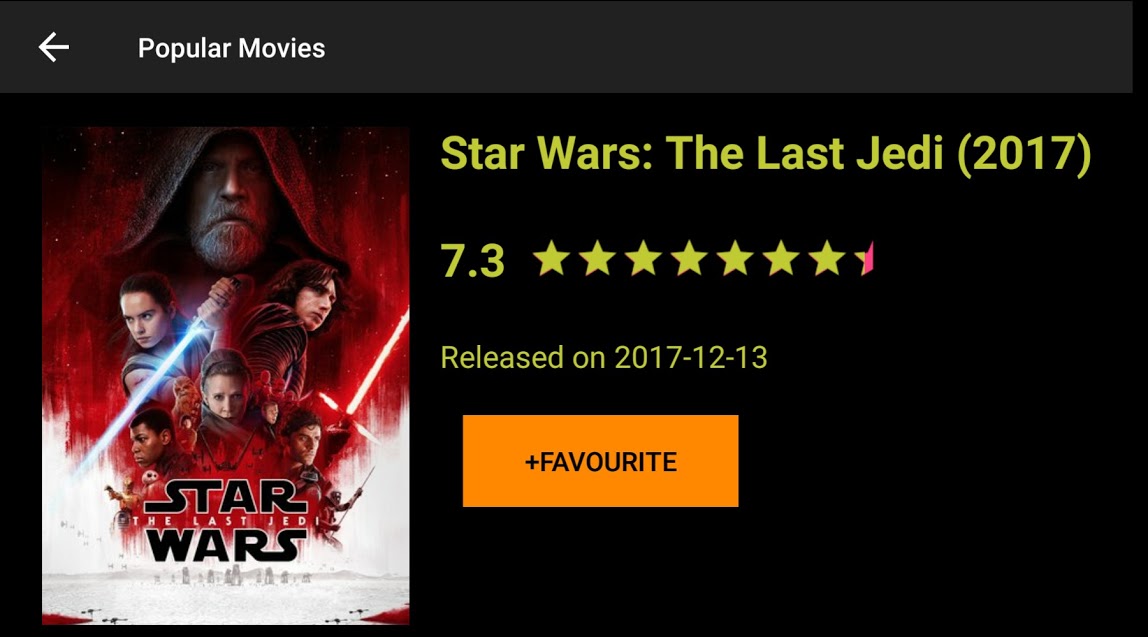 Popular Movies
Star Wars: The Last Jedi (2017)
7.3
Released on 2017-12-13
+FAVOURITE
STAR
THE LAST JEDI
WARS